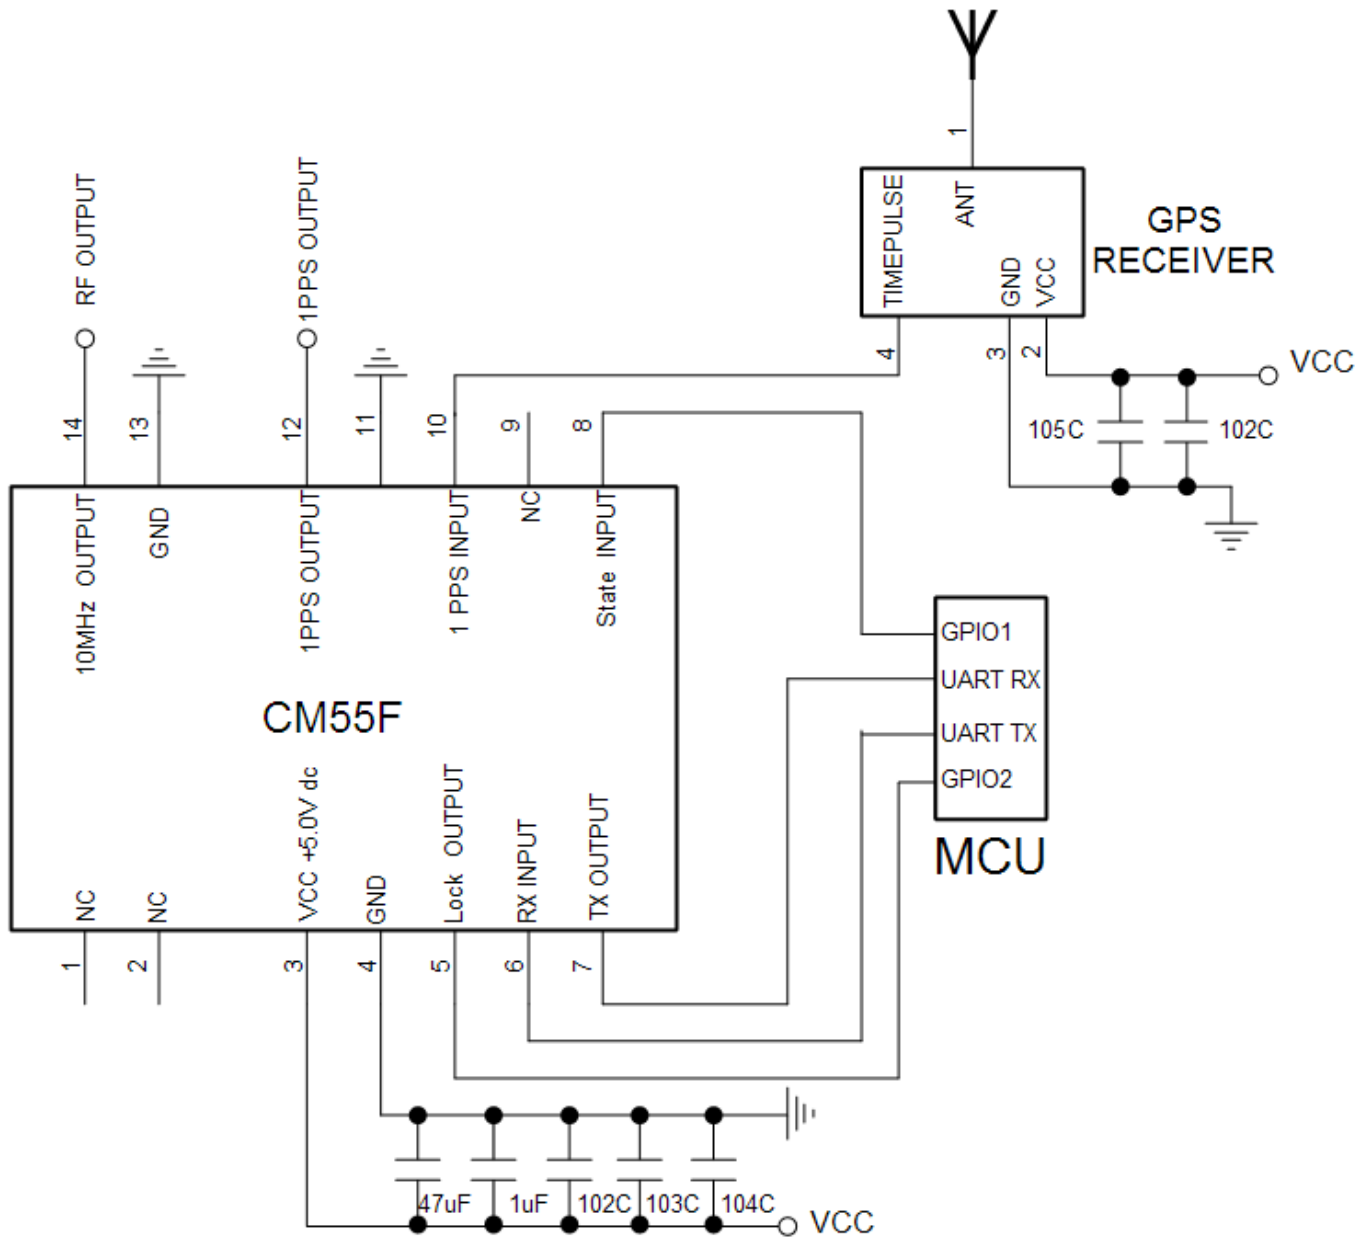 1
TIMEPULSE
ANT
GND
VCC
GPS
RECEIVER
4
3
2
VCC
105C
102C
RF OUTPUT
1PPS OUTPUT
14
13
12
11
10
9
8
10MHz OUTPUT
GND
1PPS OUTPUT
1 PPS INPUT
NC
State INPUT
CM55F
GPIO1
UART RX
UART TX
GPIO2
MCU
NC
NC
VCC +5.0V dc
GND
Lock OUTPUT
RX INPUT
TX OUTPUT
1
2
3
4
5
6
7
47uF
1uF
102C
103C
104C
VCC